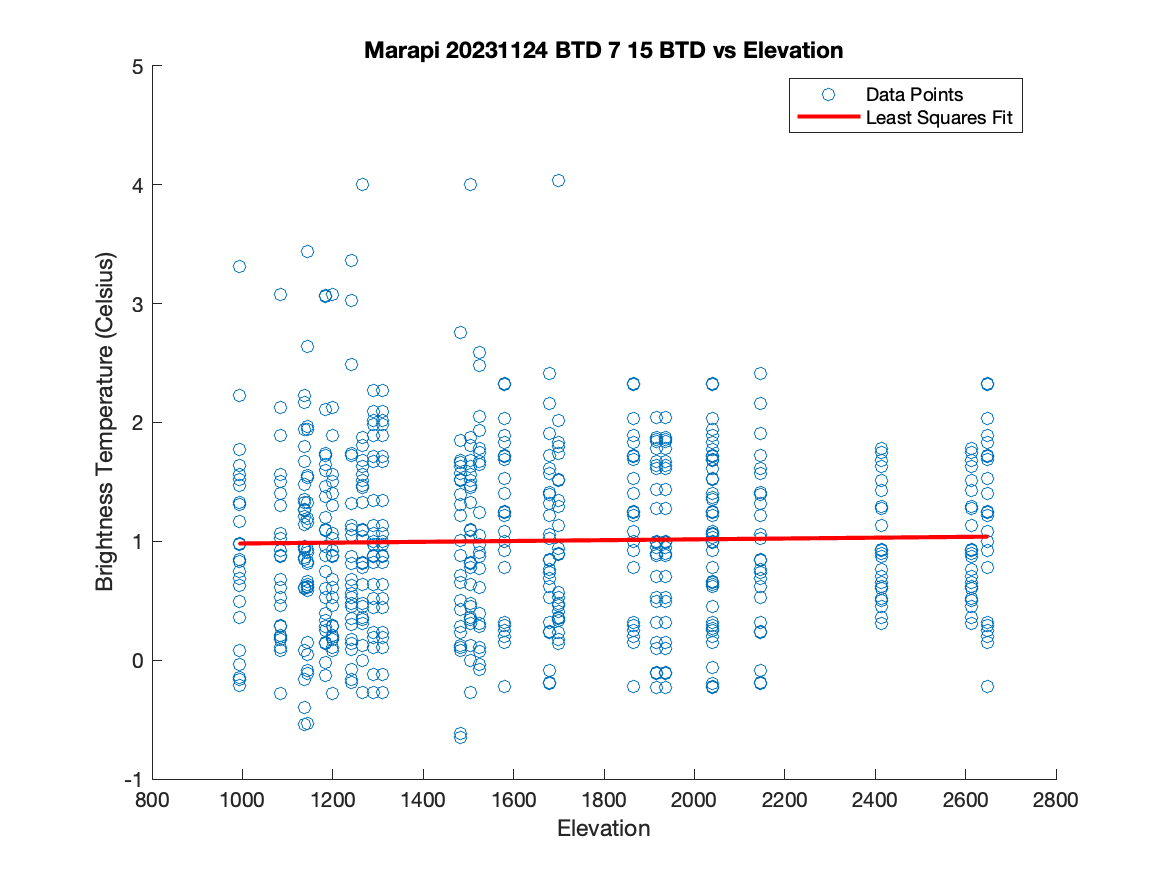 Marapi 20231124 BTD 7 15 BTD vs Elevation
5
Data Points
Least Squares Fit
4
3
2
1
0
-1
Brightness Temperature (Celsius)
800 1000 1200 1400 1600 1800 2000 2200 2400 2600 2800
Elevation